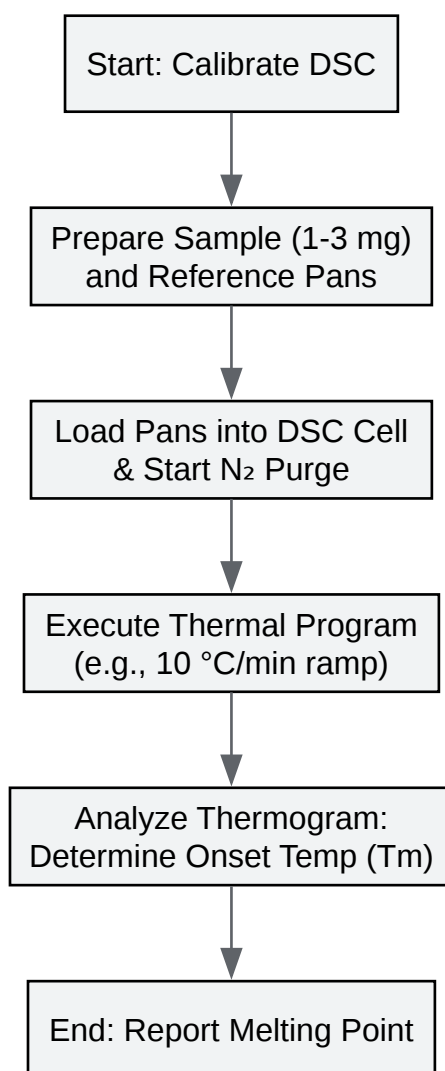 Start: Calibrate DSC
Prepare Sample (1-3 mg)
and Reference Pans
Load Pans into DSC Cell
& Start N₂ Purge
Execute Thermal Program
(e.g., 10 °C/min ramp)
Analyze Thermogram:
Determine Onset Temp (Tm)
End: Report Melting Point